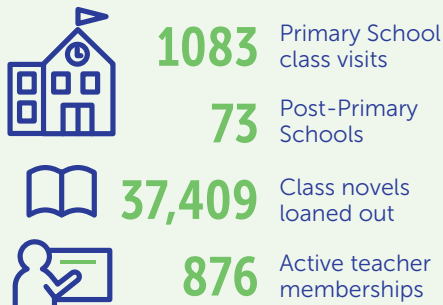 1083 Primary School
class visits
73 Post-Primary
Schools
37,409 Class novels
loaned out
876 Active teacher
memberships